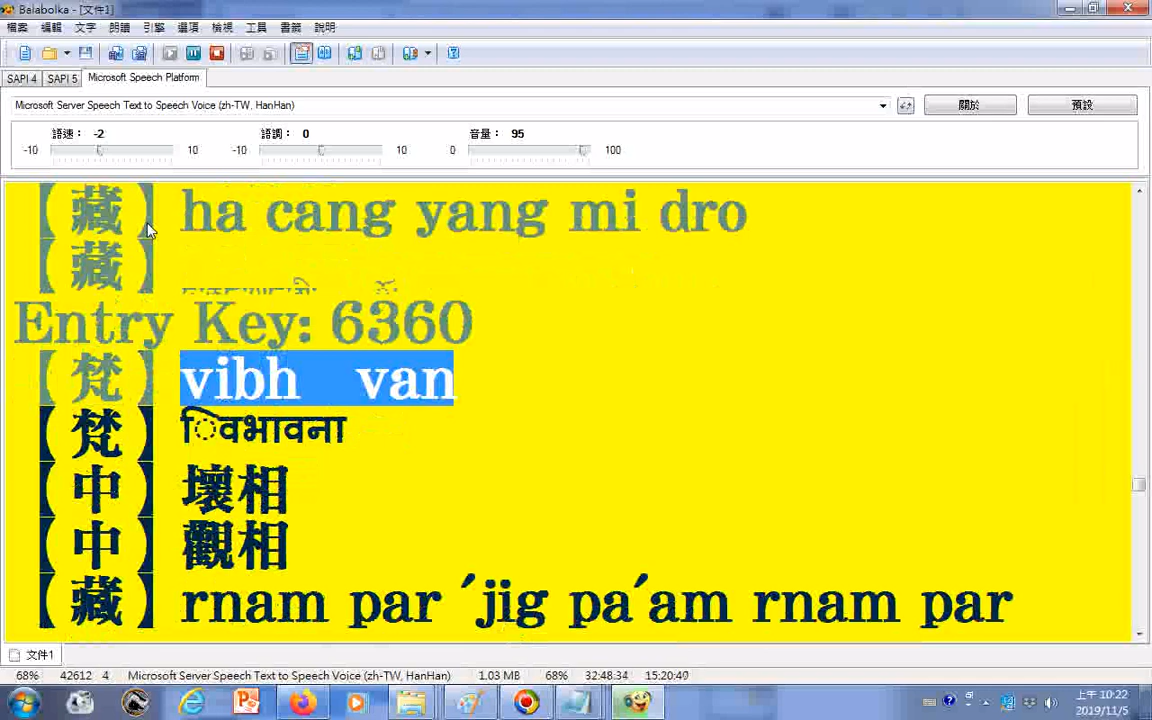 Balabolka - [文件1]
檔案 編輯 文字 朗讀 引擎 選項 檢視 工具 書籤 說明
SAPI 4 SAPI 5 Microsoft Speech Platform
Microsoft Server Speech Text to Speech Voice (zh-TW, HanHan) 關於 預設
語速： -2 語調： 0 音量： 95
-10 10 -10 10 0 100
【藏】 ha cang yang mi dro
【藏】
Entry Key: 6360
【梵】 vibh van
【梵】 िवभावना
【中】 壞相
【中】 觀相
【藏】 rnam par ´jig pa´am rnam par
文件1
68% 42612 4 Microsoft Server Speech Text to Speech Voice (zh-TW, HanHan) 1.03 MB 68% 32:48:34 15:20:40
上午 10:22
2019/11/5